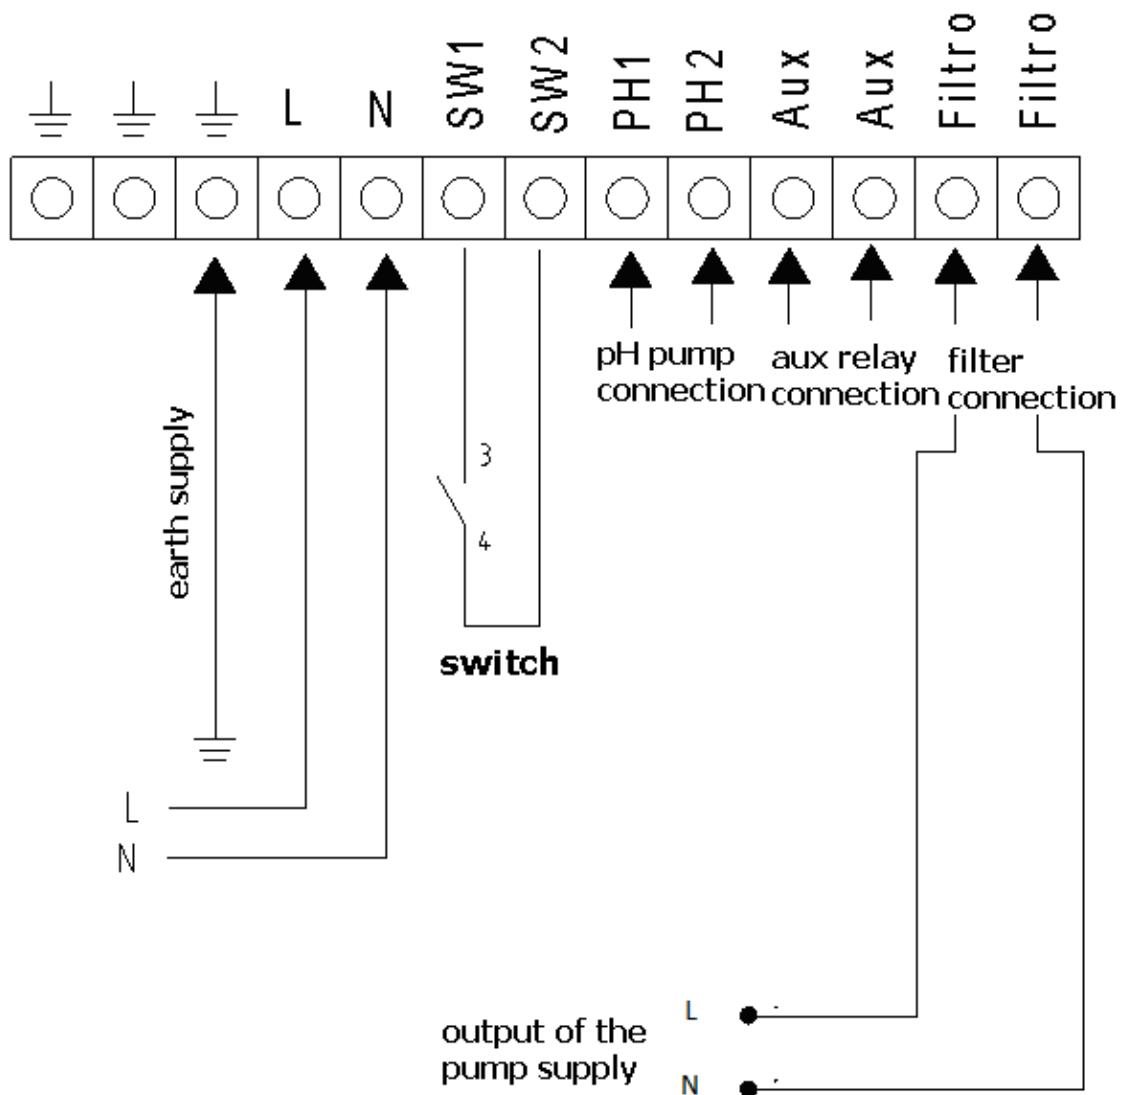 L
N
SW1
SW2
PH1
PH2
Aux
Aux
Filtro
Filtro
pH pump
connection
aux relay
connection
filter
connection
earth supply
3
4
switch
L
N
output of the
pump supply
L
N